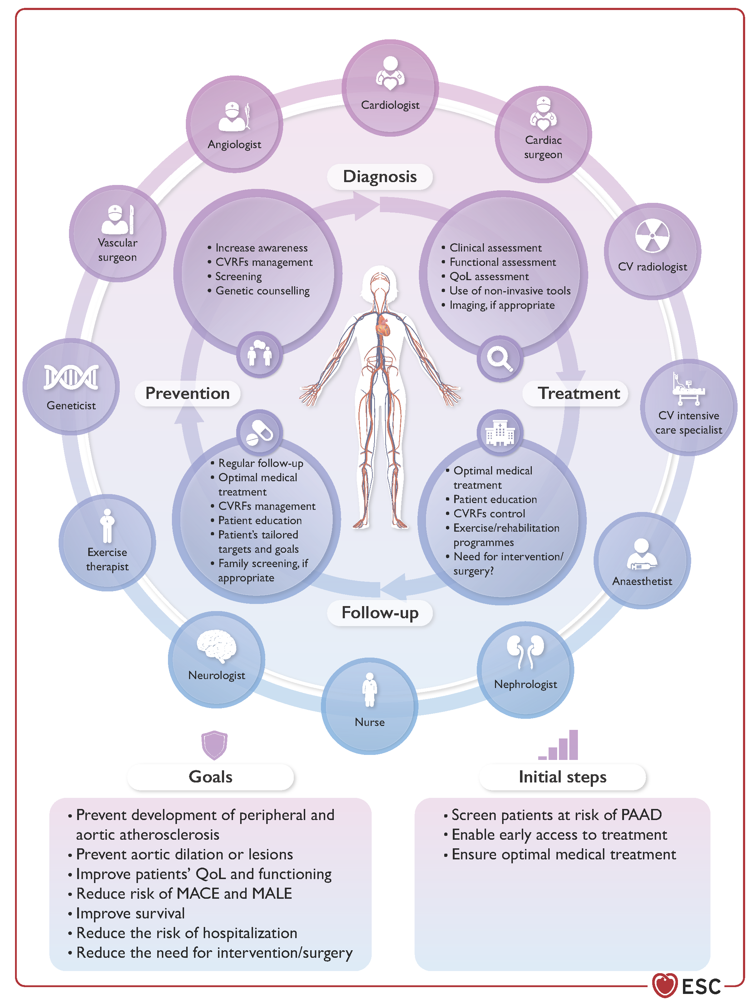 Cardiologist
Angiologist
Cardiac
surgeon
Vascular
surgeon
CV radiologist
Geneticist
CV intensive
care specialist
Exercise
therapist
Anaesthetist
Neurologist
Nephrologist
Nurse
Diagnosis
• Increase awareness
• CVRFs management
• Screening
• Genetic counselling
• Clinical assessment
• Functional assessment
• QoL assessment
• Use of non-invasive tools
• Imaging, if appropriate
Prevention
Treatment
• Regular follow-up
• Optimal medical
treatment
• CVRFs management
• Patient education
• Patient’s tailored
targets and goals
• Family screening, if
appropriate
• Optimal medical
treatment
• Patient education
• CVRFs control
• Exercise/rehabilitation
programmes
• Need for intervention/
surgery?
Follow-up
Goals
• Prevent development of peripheral and
aortic atherosclerosis
• Prevent aortic dilation or lesions
• Improve patients’ QoL and functioning
• Reduce risk of MACE and MALE
• Improve survival
• Reduce the risk of hospitalization
• Reduce the need for intervention/surgery
Initial steps
• Screen patients at risk of PAAD
• Enable early access to treatment
• Ensure optimal medical treatment
ESC